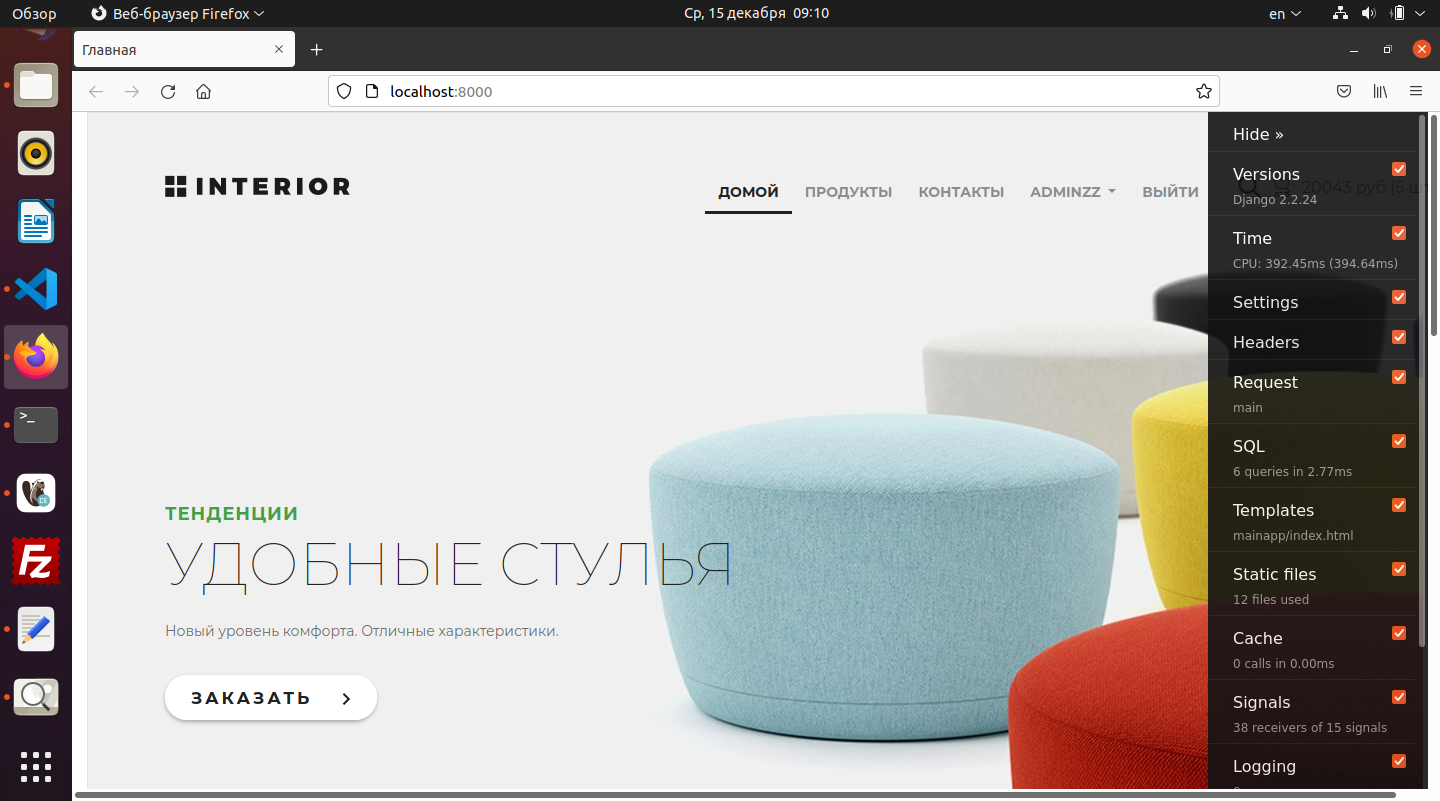 Обзор
Веб-браузер Firefox
Ср, 15 декабря 09:10
en
Главная
localhost:8000
INTERIOR
ДОМОЙ
ПРОДУКТЫ
КОНТАКТЫ
ADMINZZ
ВЫЙТИ
20043 руб (5 шт
ТЕНДЕНЦИИ
УДОБНЫЕ СТУЛЬЯ
Новый уровень комфорта. Отличные характеристики.
ЗАКАЗАТЬ
Hide »
Versions
Django 2.2.24
Time
CPU: 392.45ms (394.64ms)
Settings
Headers
Request
main
SQL
6 queries in 2.77ms
Templates
mainapp/index.html
Static files
12 files used
Cache
0 calls in 0.00ms
Signals
38 receivers of 15 signals
Logging
>_
CE
Fz